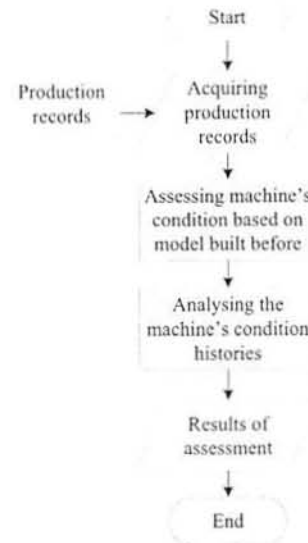 Start
Production
records
Acquiring
production
records
Assessing machine's
condition based on
model built before
Analysing the
machine's condition
histories
Results of
assessment
End